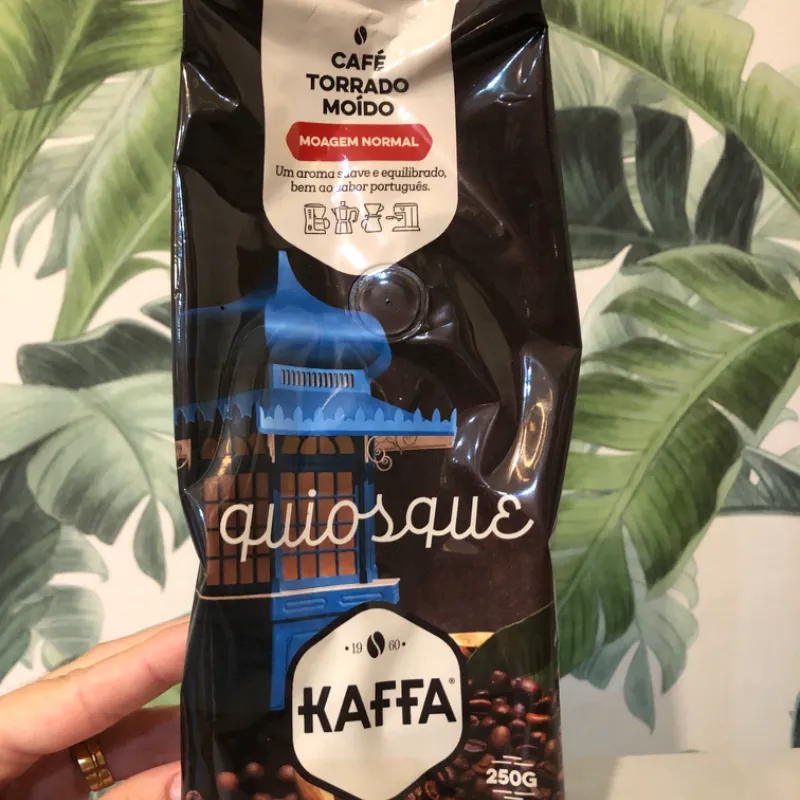 CAFÉ
TORRADO
MOÍDO
MOAGEM NORMAL
Um aroma suave e equilibrado,
bem ao sabor português.
quiosque
19 60
KAFFA®
250G